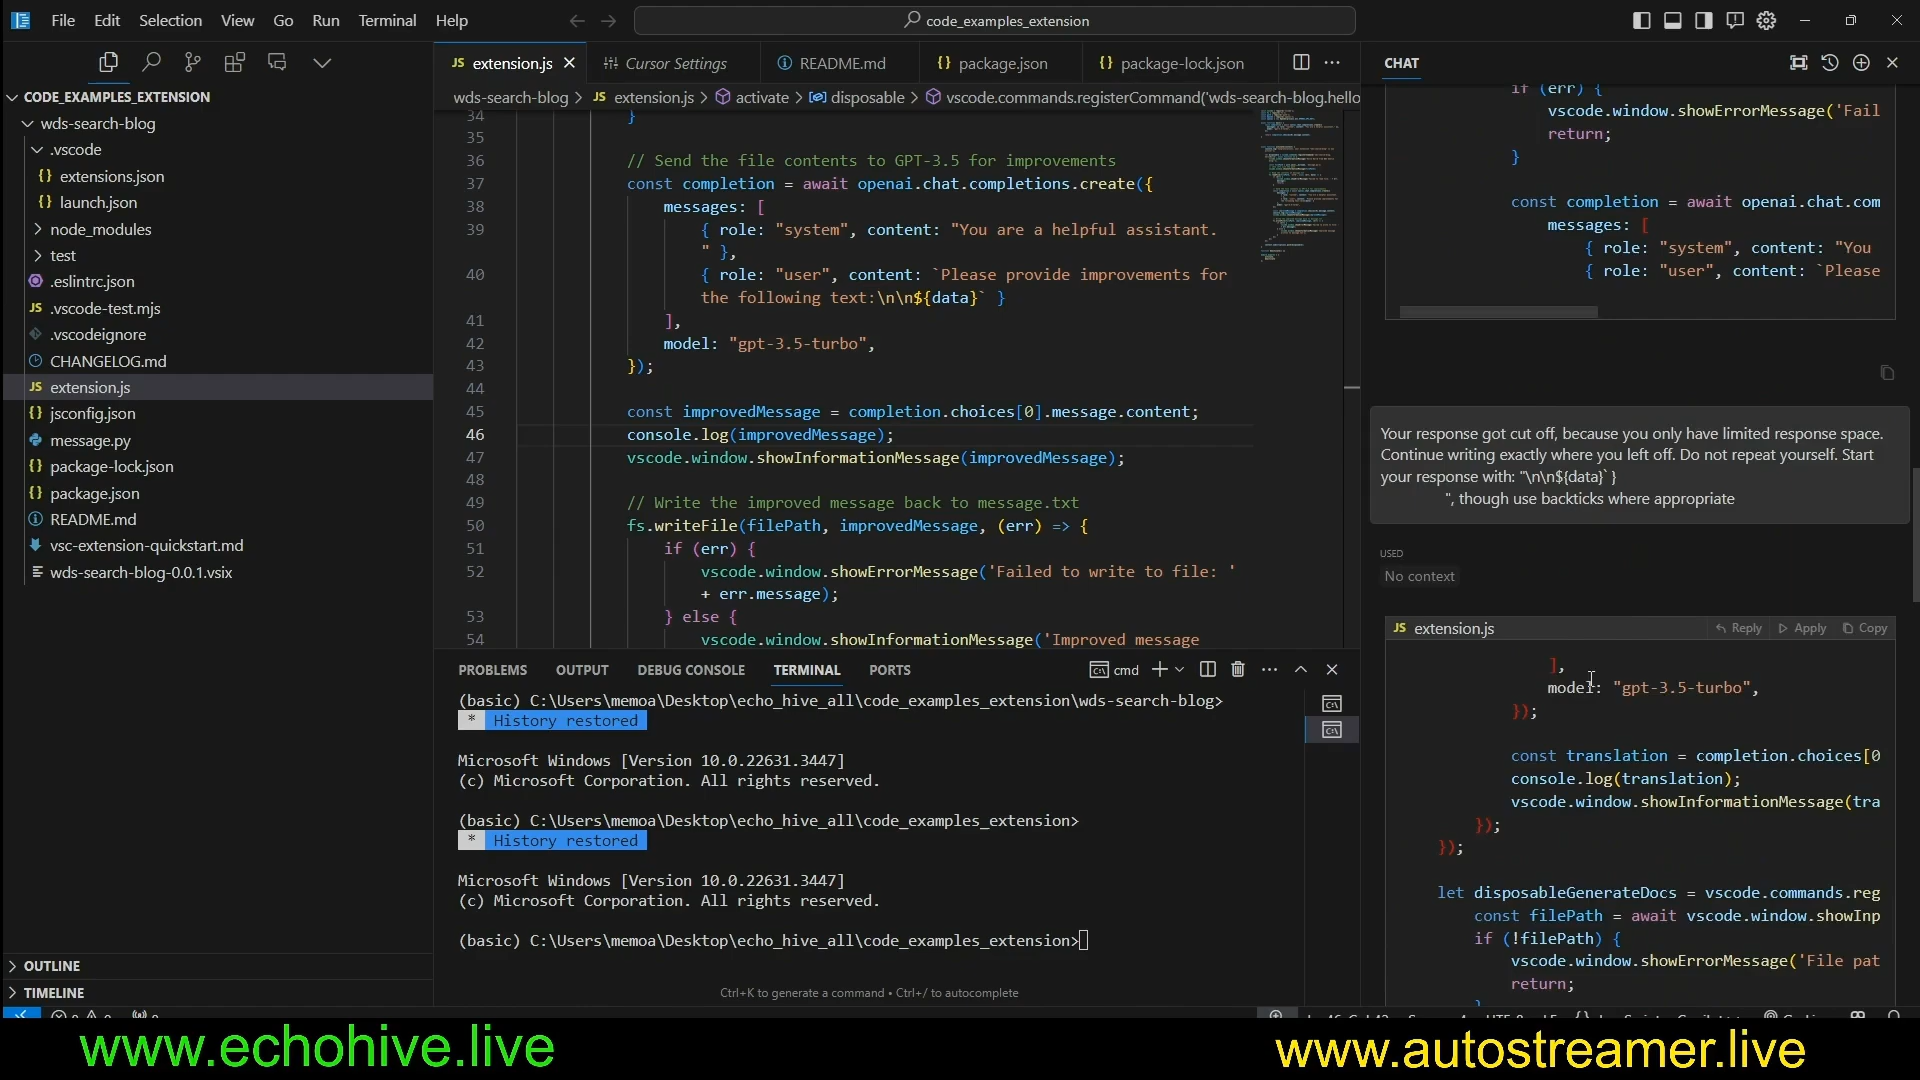 File Edit Selection View Go Run Terminal Help
code_examples_extension
CODE_EXAMPLES_EXTENSION
wds-search-blog
.vscode
extensions.json
launch.json
node_modules
test
.eslintrc.json
.vscode-test.mjs
.vscodeignore
CHANGELOG.md
JS extension.js
jsconfig.json
message.py
package-lock.json
package.json
README.md
vsc-extension-quickstart.md
wds-search-blog-0.0.1.vsix
OUTLINE
TIMELINE
JS extension.js Cursor Settings README.md package.json package-lock.json
wds-search-blog > JS extension.js > activate > disposable > vscode.commands.registerCommand('wds-search-blog.hello
34 }
35
36 // Send the file contents to GPT-3.5 for improvements
37 const completion = await openai.chat.completions.create({
38 messages: [
39 { role: "system", content: "You are a helpful assistant.
" },
40 { role: "user", content: `Please provide improvements for
the following text:\n\n${data}` }
41 ],
42 model: "gpt-3.5-turbo",
43 });
44
45 const improvedMessage = completion.choices[0].message.content;
46 console.log(improvedMessage);
47 vscode.window.showInformationMessage(improvedMessage);
48
49 // Write the improved message back to message.txt
50 fs.writeFile(filePath, improvedMessage, (err) => {
51 if (err) {
52 vscode.window.showErrorMessage('Failed to write to file: '
+ err.message);
53 } else {
54 vscode.window.showInformationMessage('Improved message
PROBLEMS OUTPUT DEBUG CONSOLE TERMINAL PORTS
cmd
(basic) C:\Users\memoa\Desktop\echo_hive_all\code_examples_extension\wds-search-blog>
* History restored
Microsoft Windows [Version 10.0.22631.3447]
(c) Microsoft Corporation. All rights reserved.
(basic) C:\Users\memoa\Desktop\echo_hive_all\code_examples_extension>
* History restored
Microsoft Windows [Version 10.0.22631.3447]
(c) Microsoft Corporation. All rights reserved.
(basic) C:\Users\memoa\Desktop\echo_hive_all\code_examples_extension>
Ctrl+K to generate a command • Ctrl+/ to autocomplete
CHAT
if (err) {
vscode.window.showErrorMessage('Fail
return;
}
const completion = await openai.chat.com
messages: [
{ role: "system", content: "You
{ role: "user", content: `Please
Your response got cut off, because you only have limited response space.
Continue writing exactly where you left off. Do not repeat yourself. Start
your response with: "\n\n${data}` }
", though use backticks where appropriate
USED
No context
JS extension.js Reply Apply Copy
],
model: "gpt-3.5-turbo",
});
const translation = completion.choices[0
console.log(translation);
vscode.window.showInformationMessage(tra
});
});
let disposableGenerateDocs = vscode.commands.reg
const filePath = await vscode.window.showInp
if (!filePath) {
vscode.window.showErrorMessage('File pat
return;
www.echohive.live
www.autostreamer.live